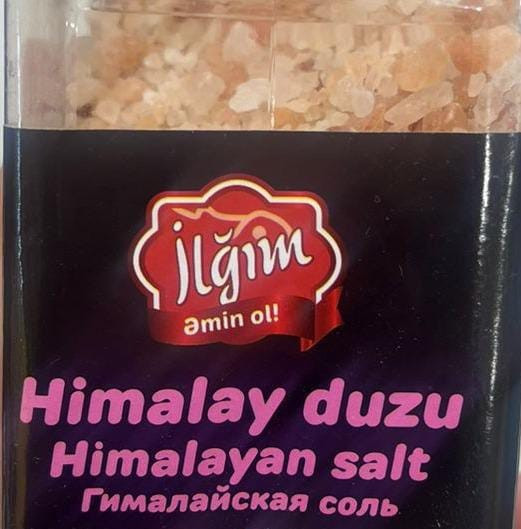 İlğım
Əmin ol!
Himalay duzu
Himalayan salt
Гималайская соль